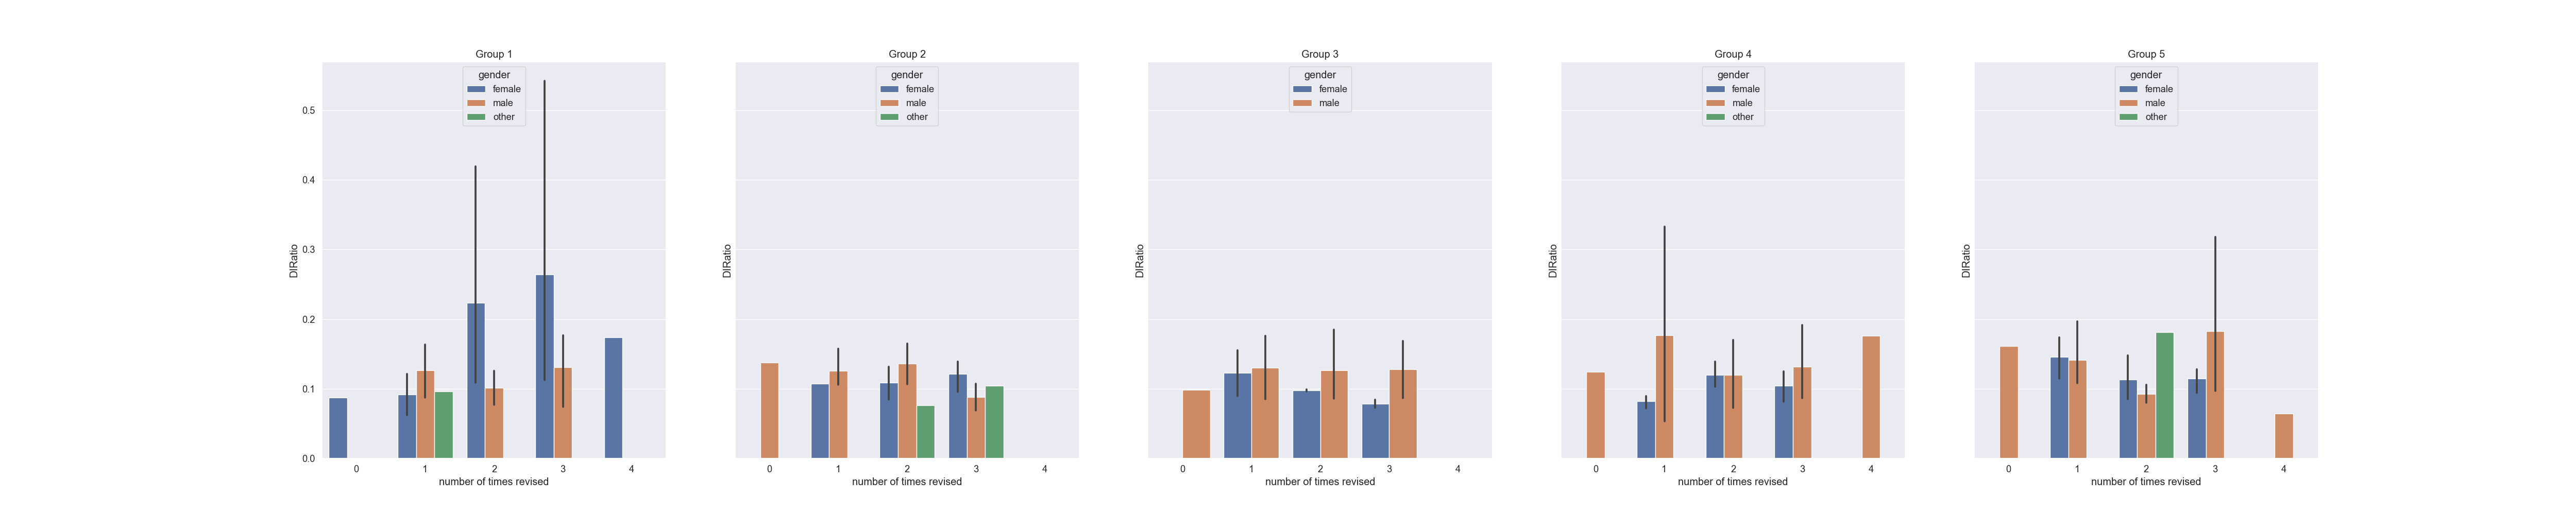 Group 1
gender
female
male
other
0.5
0.4
0.3
0.2
0.1
0.0
DIRatio
0 1 2 3 4
number of times revised
Group 2
gender
female
male
other
DIRatio
0 1 2 3 4
number of times revised
Group 3
gender
female
male
DIRatio
0 1 2 3 4
number of times revised
Group 4
gender
female
male
other
DIRatio
0 1 2 3 4
number of times revised
Group 5
gender
female
male
other
DIRatio
0 1 2 3 4
number of times revised